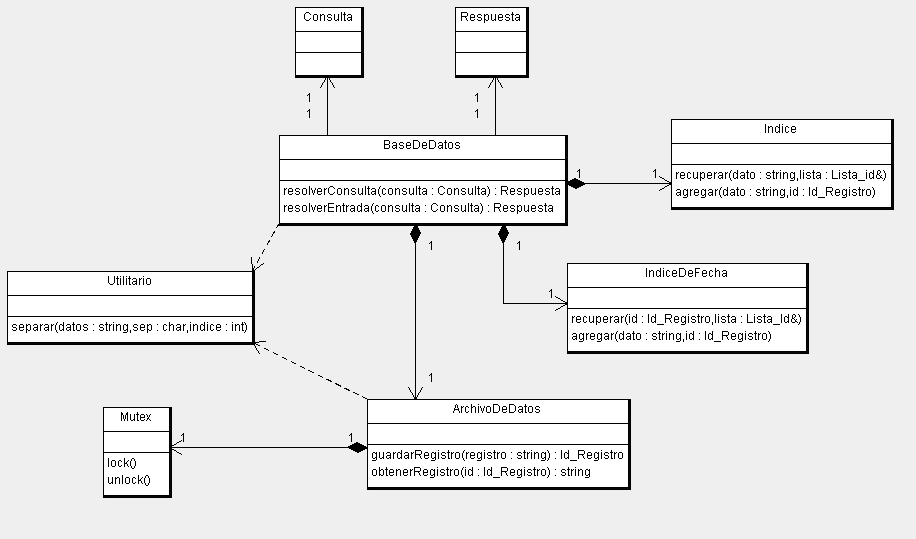 Consulta
Respuesta
1
1
1
1
BaseDeDatos
resolverConsulta(consulta : Consulta) : Respuesta
resolverEntrada(consulta : Consulta) : Respuesta
1
1
Indice
recuperar(dato : string,lista : Lista_id&)
agregar(dato : string,id : Id_Registro)
1
1
1
IndiceDeFecha
recuperar(id : Id_Registro,lista : Lista_Id&)
agregar(dato : string,id : Id_Registro)
Utilitario
separar(datos : string,sep : char,indice : int)
1
ArchivoDeDatos
guardarRegistro(registro : string) : Id_Registro
obtenerRegistro(id : Id_Registro) : string
1
1
Mutex
lock()
unlock()